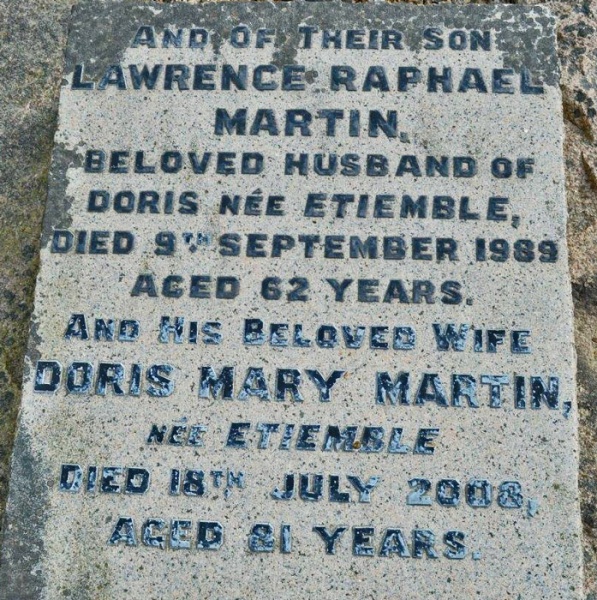 AND OF THEIR SON
LAWRENCE RAPHAEL
MARTIN.
BELOVED HUSBAND OF
DORIS NÉE ETIEMBLE,
DIED 9TH SEPTEMBER 1989
AGED 62 YEARS.
AND HIS BELOVED WIFE
DORIS MARY MARTIN,
NÉE ETIEMBLE
DIED 18TH JULY 2008,
AGED 81 YEARS.